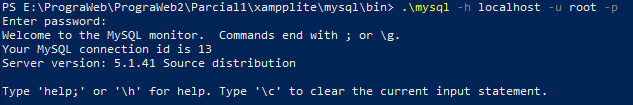 PS E:\PrograWeb\PrograWeb2\Parcial1\xampplite\mysql\bin> .\mysql -h localhost -u root -p
Enter password:
Welcome to the MySQL monitor.  Commands end with ; or \g.
Your MySQL connection id is 13
Server version: 5.1.41 Source distribution
Type 'help;' or '\h' for help. Type '\c' to clear the current input statement.